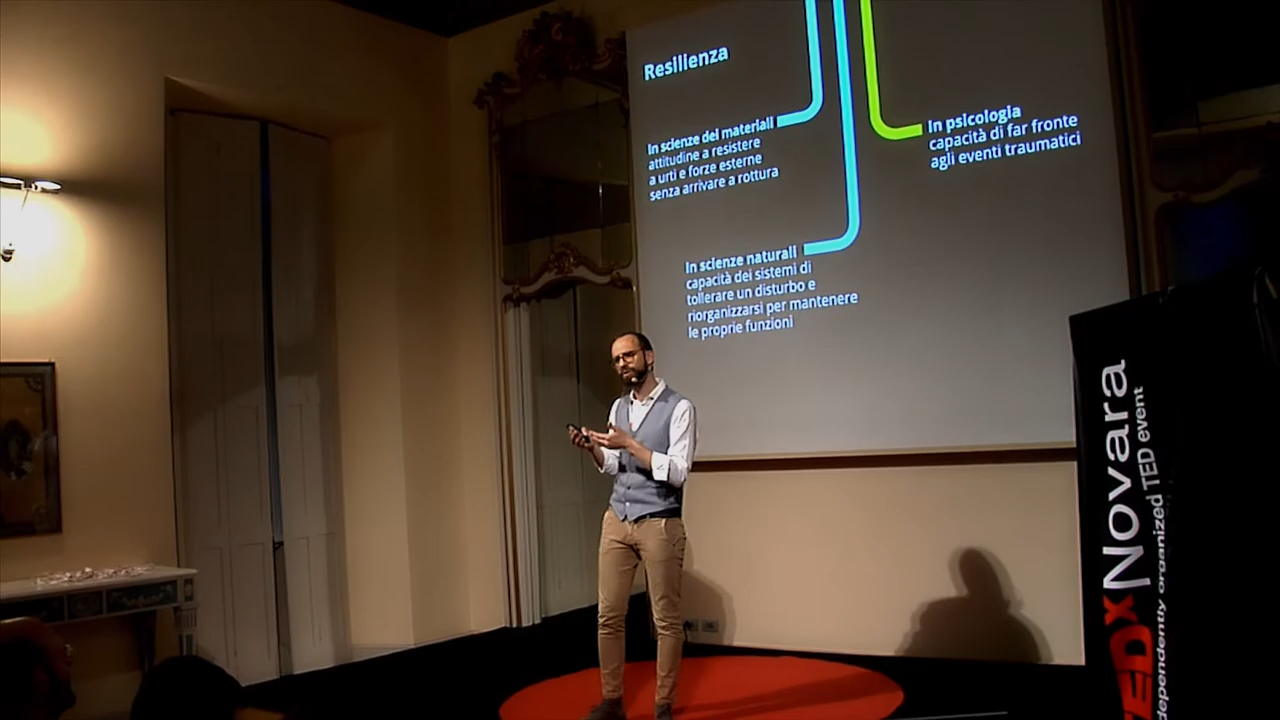 Resilienza
In scienze dei materiali
attitudine a resistere
a urti e forze esterne
senza arrivare a rottura
In psicologia
capacità di far fronte
agli eventi traumatici
In scienze naturali
capacità dei sistemi di
tollerare un disturbo e
riorganizzarsi per mantenere
le proprie funzioni
EDxNovara
dependently organized TED event